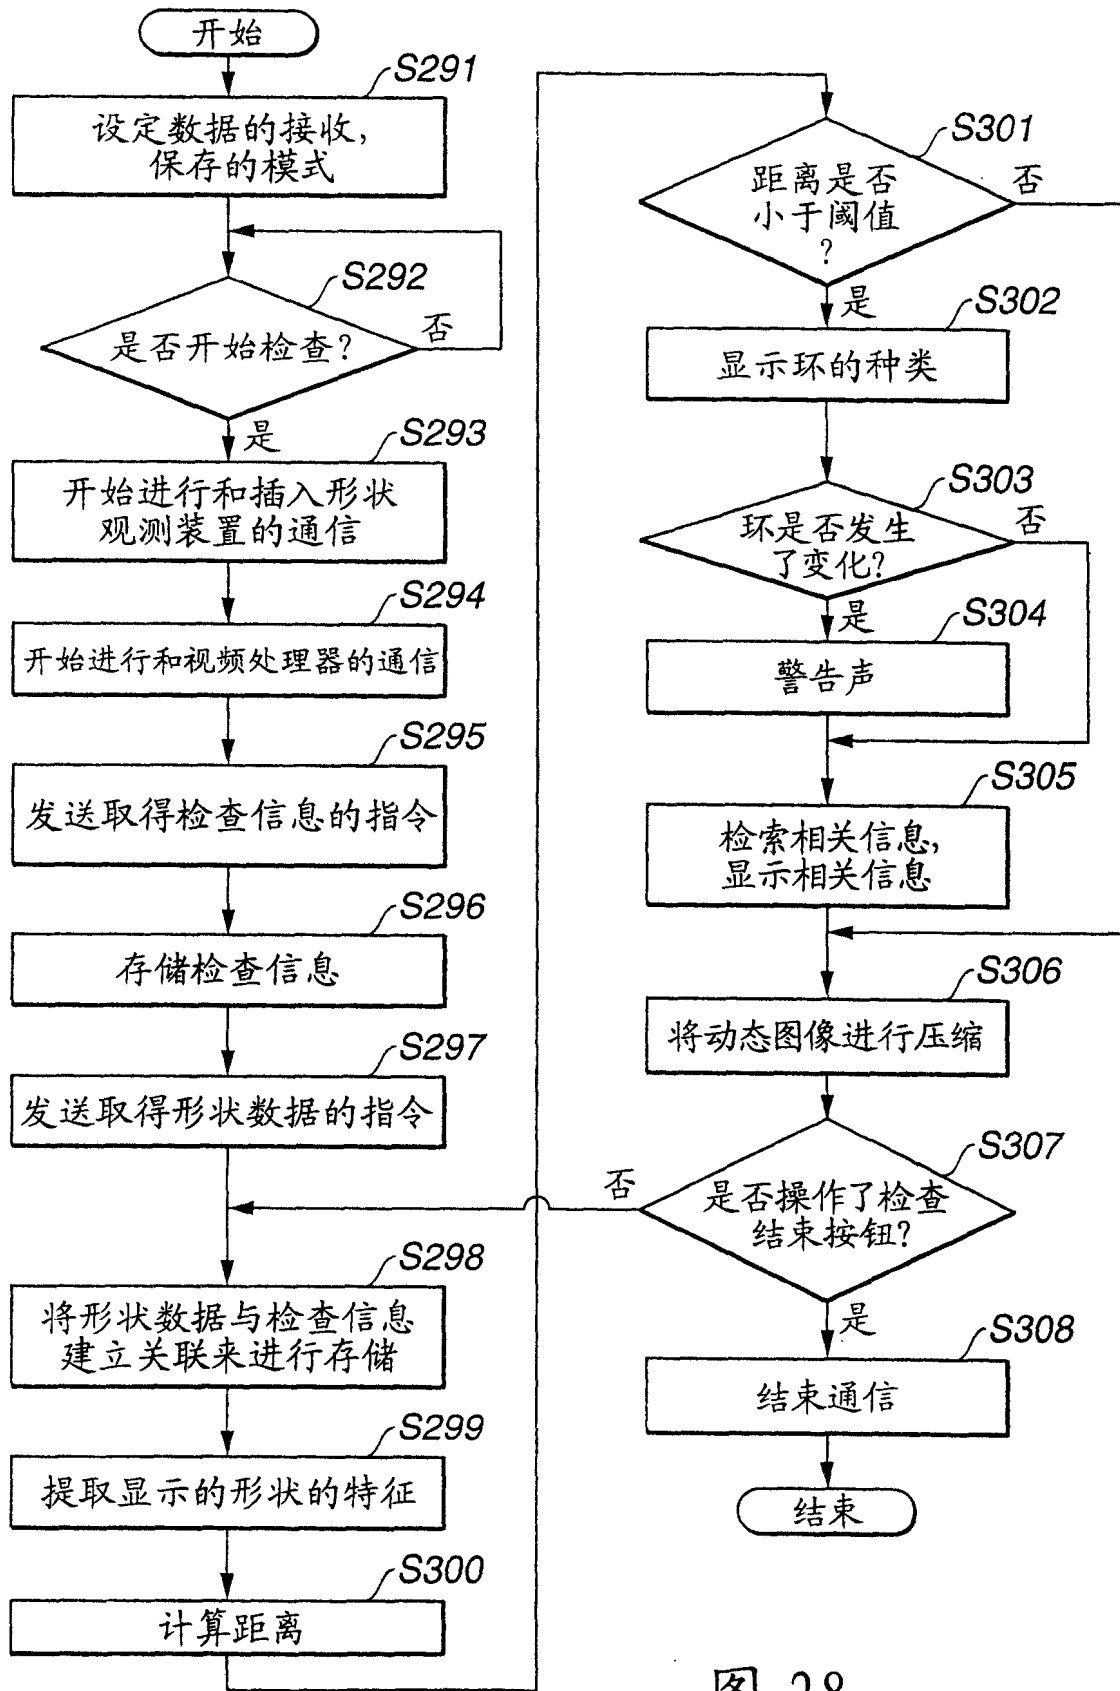 开始
S291
设定数据的接收,
保存的模式
S292
是否开始检查?
否
是
S293
开始进行和插入形状
观测装置的通信
S294
开始进行和视频处理器的通信
S295
发送取得检查信息的指令
S296
存储检查信息
S297
发送取得形状数据的指令
S298
将形状数据与检查信息
建立关联来进行存储
S299
提取显示的形状的特征
S300
计算距离
S301
距离是否
小于阈值
?
否
是
S302
显示环的种类
S303
环是否发生
了变化?
否
是
S304
警告声
S305
检索相关信息,
显示相关信息
S306
将动态图像进行压缩
S307
是否操作了检查
结束按钮?
否
是
S308
结束通信
结束
图 28